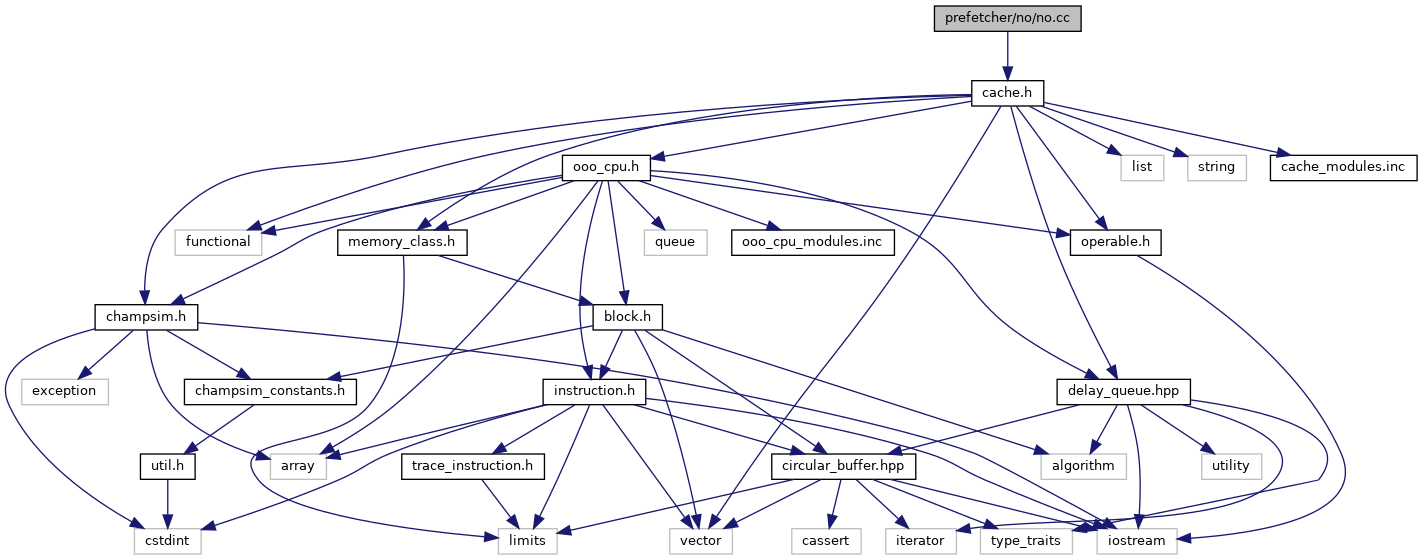 prefetcher/no/no.cc
cache.h
ooo_cpu.h
list
string
cache_modules.inc
functional
memory_class.h
queue
ooo_cpu_modules.inc
operable.h
champsim.h
block.h
exception
champsim_constants.h
instruction.h
delay_queue.hpp
util.h
array
trace_instruction.h
circular_buffer.hpp
algorithm
utility
cstdint
limits
vector
cassert
iterator
type_traits
iostream